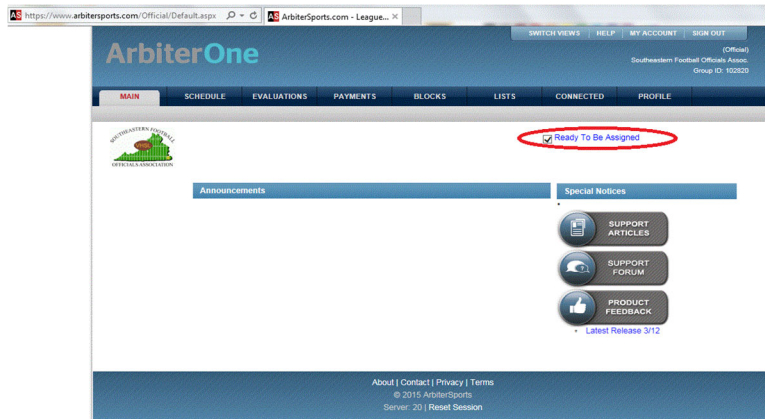 https://www.arbitersports.com/Official/Default.aspx
AS ArbiterSports.com - League...
SWITCH VIEWS | HELP | MY ACCOUNT | SIGN OUT
ArbiterOne
(Official)
Southeastern Football Officials Assoc.
Group ID: 102820
MAIN SCHEDULE EVALUATIONS PAYMENTS BLOCKS LISTS CONNECTED PROFILE
SOUTHEASTERN FOOTBALL
VHSL
OFFICIALS ASSOCIATION
Ready To Be Assigned
Announcements
Special Notices
SUPPORT
ARTICLES
SUPPORT
FORUM
PRODUCT
FEEDBACK
Latest Release 3/12
About | Contact | Privacy | Terms
© 2015 ArbiterSports
Server: 20 | Reset Session